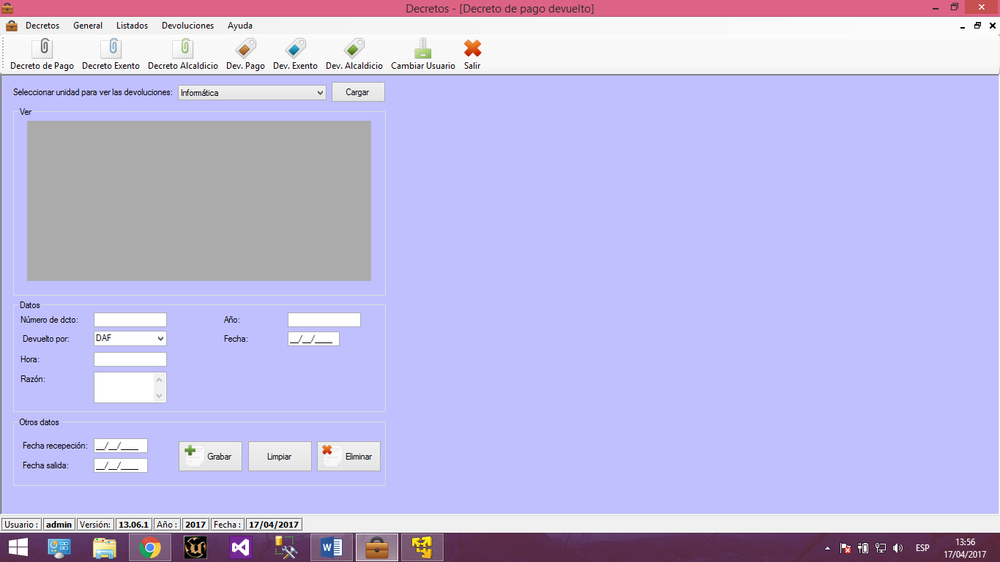 Decretos - [Decreto de pago devuelto]
Decretos General Listados Devoluciones Ayuda
Decreto de Pago Decreto Exento Decreto Alcaldicio Dev. Pago Dev. Exento Dev. Alcaldicio Cambiar Usuario Salir
Seleccionar unidad para ver las devoluciones: Informática Cargar
Ver
Datos
Número de dcto: Año:
Devuelto por: DAF Fecha: __/__/____
Hora:
Razón:
Otros datos
Fecha recepeción: __/__/____
Fecha salida: __/__/____
Grabar Limpiar Eliminar
Usuario : admin Versión: 13.06.1 Año : 2017 Fecha : 17/04/2017
ESP 13:56
17/04/2017